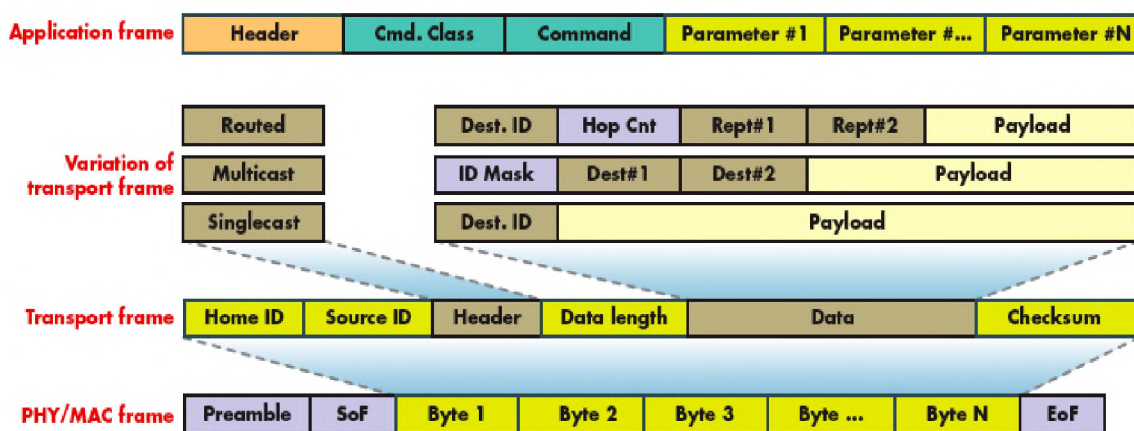 Application frame Header Cmd. Class Command Parameter #1 Parameter #... Parameter #N
Routed Dest. ID Hop Cnt Rept#1 Rept#2 Payload
Variation of
transport frame
Multicast ID Mask Dest#1 Dest#2 Payload
Singlecast Dest. ID Payload
Transport frame Home ID Source ID Header Data length Data Checksum
PHY/MAC frame Preamble SoF Byte 1 Byte 2 Byte 3 Byte ... Byte N EoF